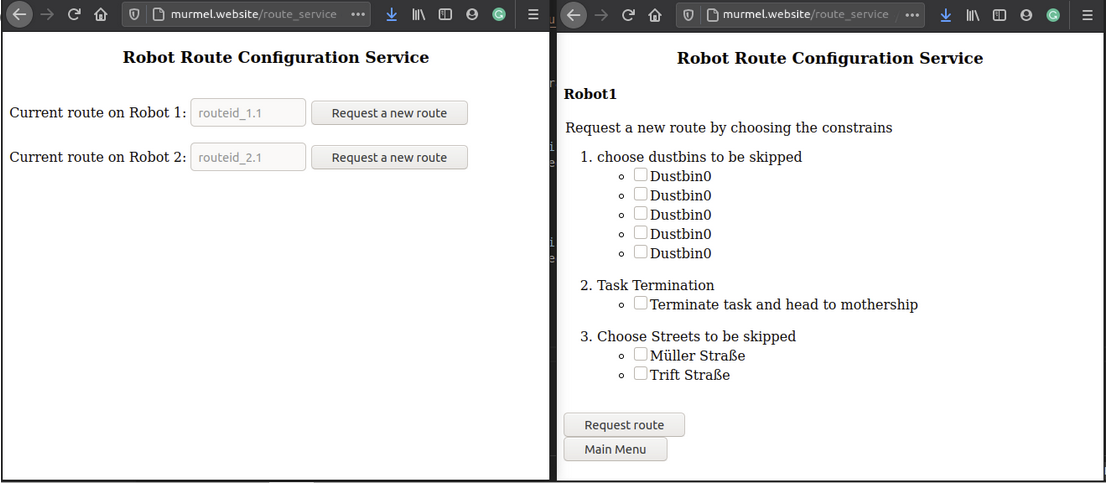 murmel.website/route_service
Robot Route Configuration Service
Current route on Robot 1: routeid_1.1 Request a new route
Current route on Robot 2: routeid_2.1 Request a new route
murmel.website/route_service
Robot Route Configuration Service
Robot1
Request a new route by choosing the constrains
1. choose dustbins to be skipped
Dustbin0
Dustbin0
Dustbin0
Dustbin0
Dustbin0
2. Task Termination
Terminate task and head to mothership
3. Choose Streets to be skipped
Müller Straße
Trift Straße
Request route
Main Menu